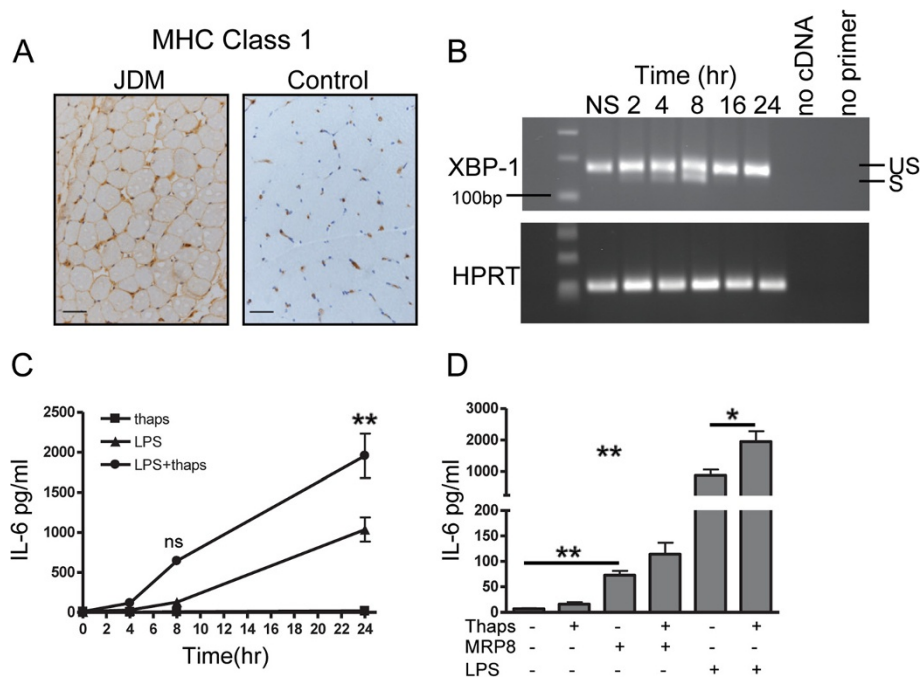 MHC Class 1
A
JDM
Control
B
Time (hr)
NS 2 4 8 16 24
no cDNA
no primer
XBP-1
US
S
100bp
HPRT
C
IL-6 pg/ml
2500
2000
1500
1000
500
0
thaps
LPS
LPS+thaps
ns
**
0 2 4 6 8 10 12 14 16 18 20 22 24
Time(hr)
D
IL-6 pg/ml
3000
2000
1000
200
150
100
50
0
**
**
*
Thaps - + - + - +
MRP8 - - + + - -
LPS - - - - + +